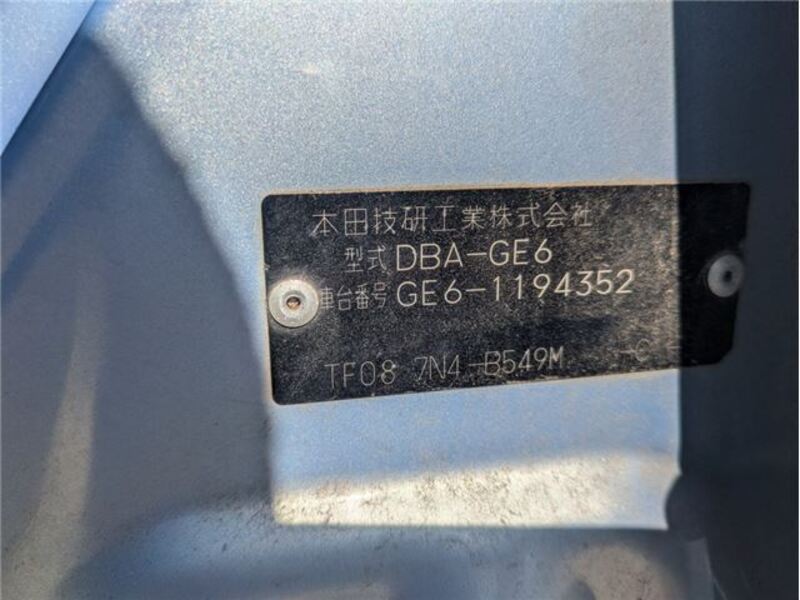 本田技研工業株式会社
型式 DBA-GE6
車台番号 GE6-1194352
TF08 7N4-B549M -C